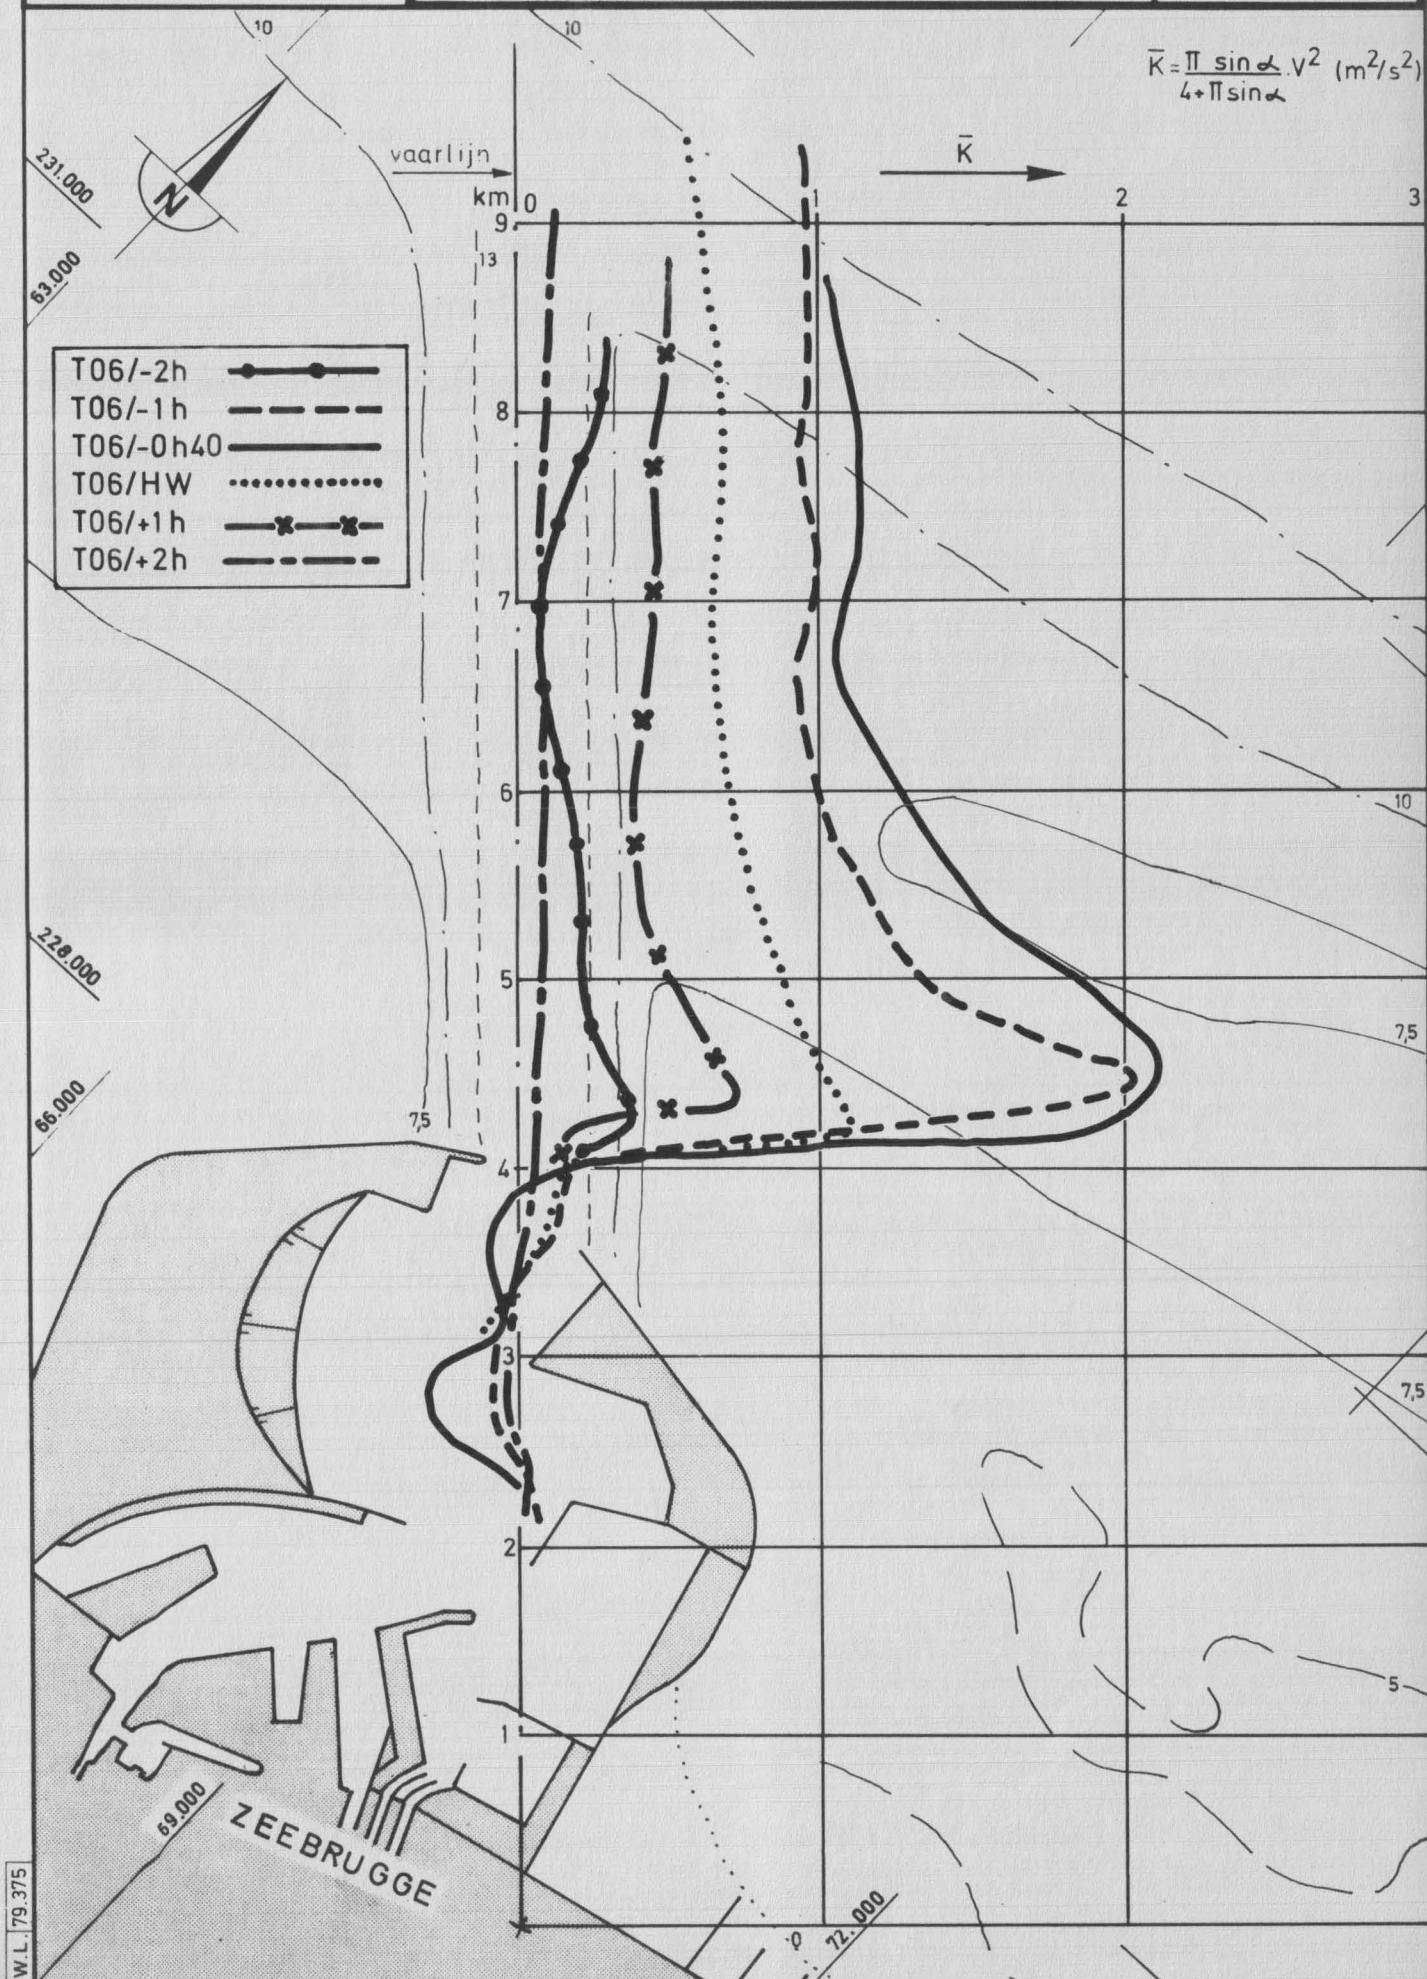 10
10
K̄ = π sin α / 4+π sin α . V² (m²/s²)
231.000
N
vaarlijn
K̄
km
0
1
2
3
9
13
63.000
T06/-2h
T06/-1h
T06/-0h40
T06/HW
T06/+1h
T06/+2h
8
7
6
10
5
228.000
7,5
66.000
7,5
4
3
7,5
2
5
1
69.000
ZEEBRUGGE
72.000
W.L. 79.375